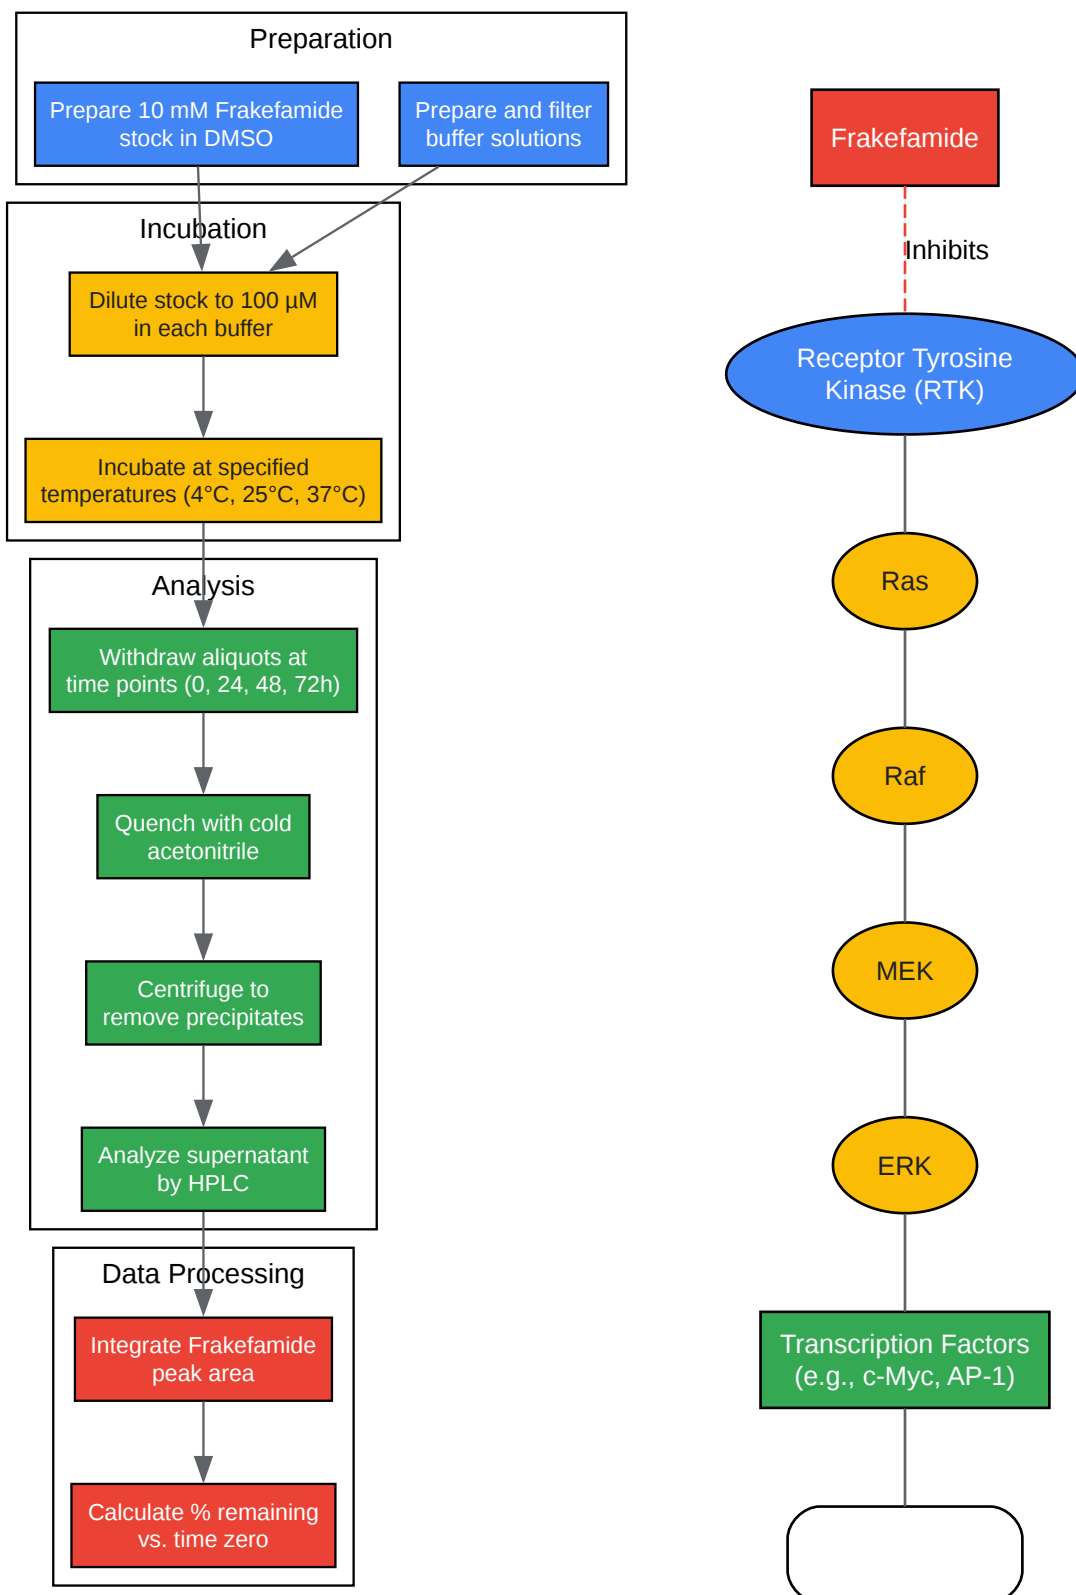 Preparation
Prepare 10 mM Frakefamide
stock in DMSO
Prepare and filter
buffer solutions
Incubation
Dilute stock to 100 µM
in each buffer
Incubate at specified
temperatures (4°C, 25°C, 37°C)
Analysis
Withdraw aliquots at
time points (0, 24, 48, 72h)
Quench with cold
acetonitrile
Centrifuge to
remove precipitates
Analyze supernatant
by HPLC
Data Processing
Integrate Frakefamide
peak area
Calculate % remaining
vs. time zero
Frakefamide
Inhibits
Receptor Tyrosine
Kinase (RTK)
Ras
Raf
MEK
ERK
Transcription Factors
(e.g., c-Myc, AP-1)